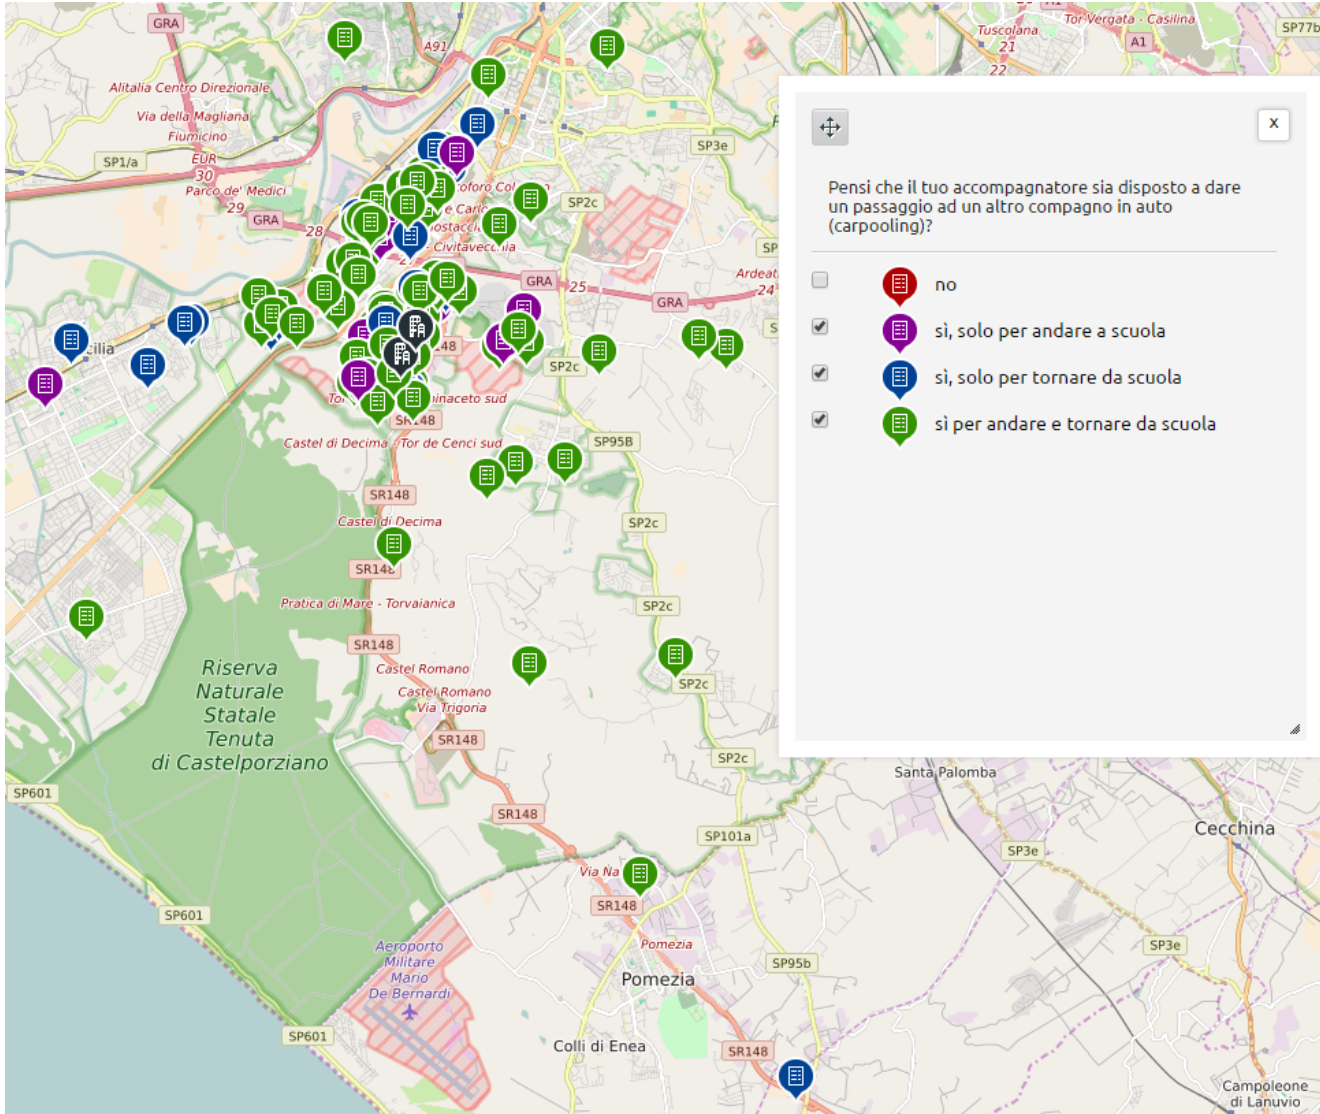 GRA
A91
Tor Vergata - Casilina
SP77b
Tuscolana
21
22
A1
Alitalia Centro Direzionale
Via della Magliana
Fiumicino
EUR
30
SP1/a
Parco de' Medici
29
GRA
28
SP3e
SP2c
Civitavecchia
GRA
25
GRA
24
SP2c
148
SR148
Castel di Decima - Tor de Cenci sud
SP95B
SR148
Castel di Decima
SP2c
SR148
Pratica di Mare - Torvaianica
SP2c
SR148
Castel Romano
SP2c
Castel Romano
Via Trigoria
SR148
Riserva
Naturale
Statale
Tenuta
di Castelporziano
SP2c
SP601
SR148
SP101a
SP601
SR148
Aeroporto
Militare
Mario
De Bernardi
Pomezia
Pomezia
SP95b
SP601
Colli di Enea
SR148
Santa Palomba
Cecchina
SP3e
SP3e
Campoleone
di Lanuvio
x
Pensi che il tuo accompagnatore sia disposto a dare
un passaggio ad un altro compagno in auto
(carpooling)?
no
sì, solo per andare a scuola
sì, solo per tornare da scuola
sì per andare e tornare da scuola